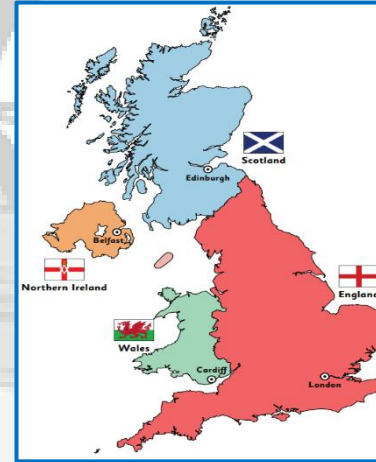 Scotland
Edinburgh
Belfast
Northern Ireland
England
Wales
Cardiff
London